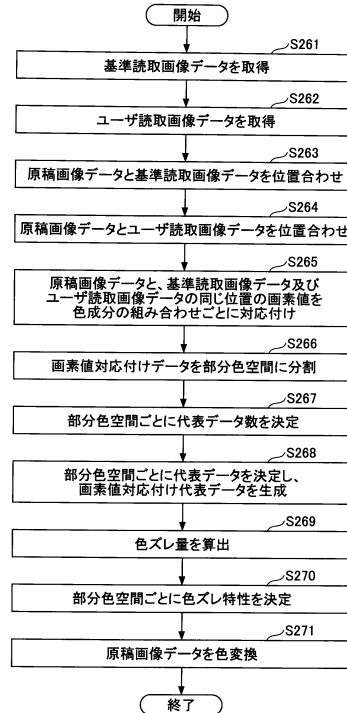 開始
S261
基準読取画像データを取得
S262
ユーザ読取画像データを取得
S263
原稿画像データと基準読取画像データを位置合わせ
S264
原稿画像データとユーザ読取画像データを位置合わせ
S265
原稿画像データと、基準読取画像データ及び
ユーザ読取画像データの同じ位置の画素値を
色成分の組み合わせごとに対応付け
S266
画素値対応付けデータを部分色空間に分割
S267
部分色空間ごとに代表データ数を決定
S268
部分色空間ごとに代表データを決定し、
画素値対応付け代表データを生成
S269
色ズレ量を算出
S270
部分色空間ごとに色ズレ特性を決定
S271
原稿画像データを色変換
終了